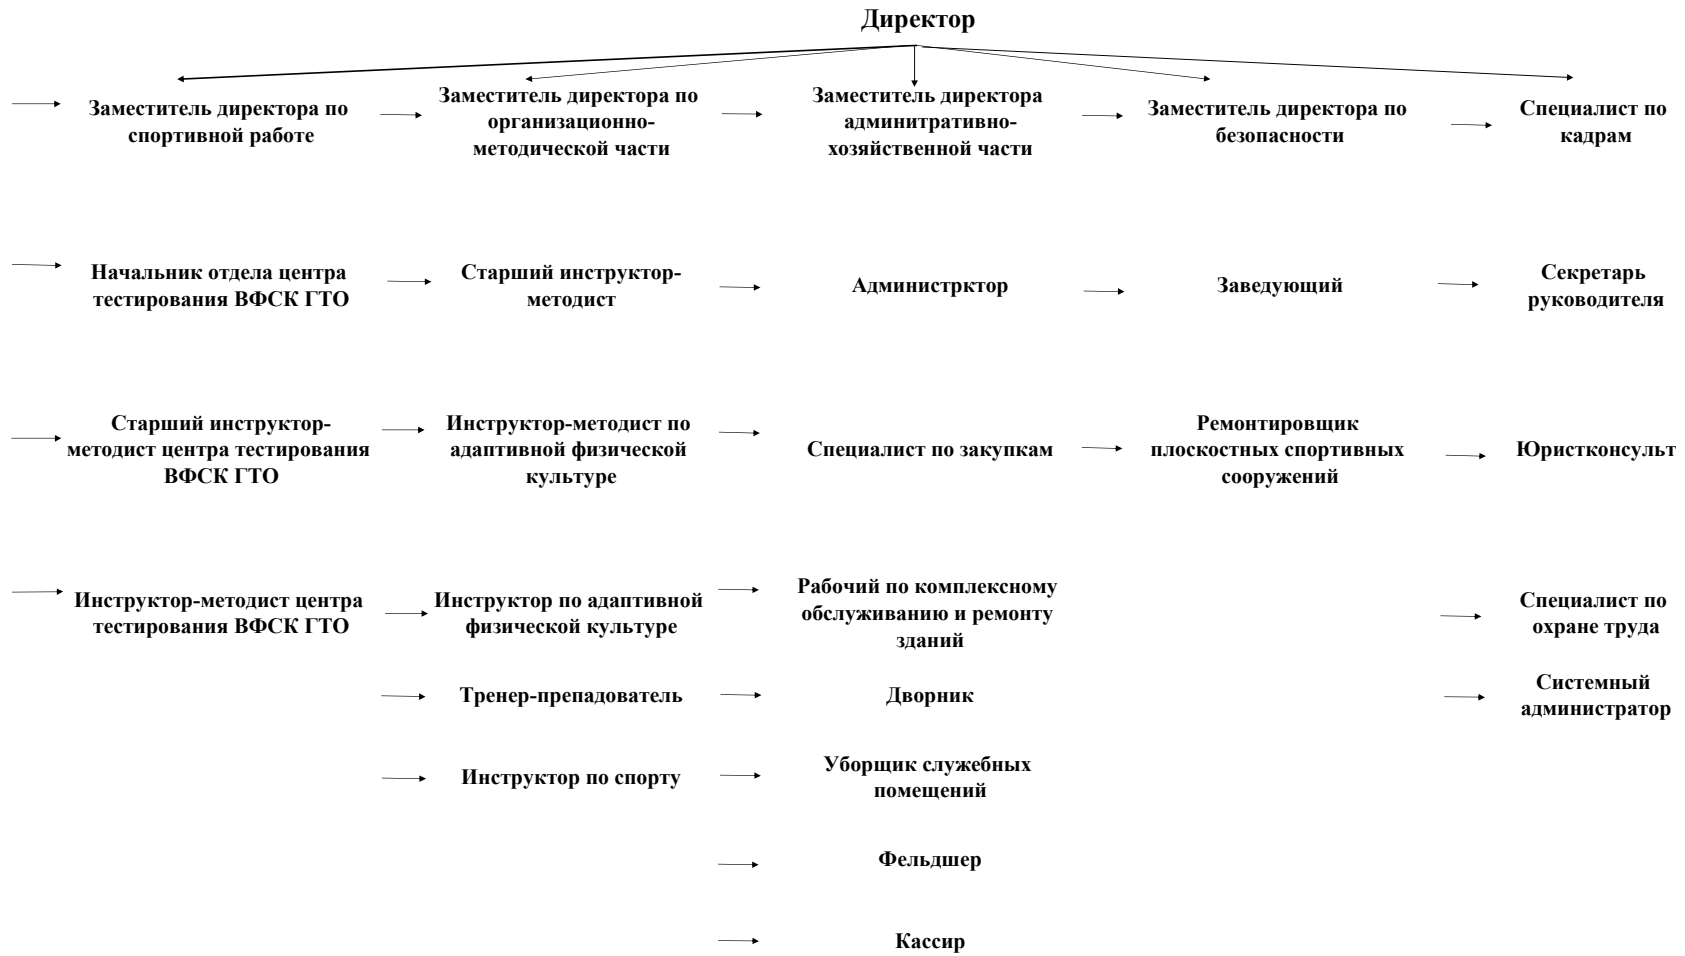 Директор
Заместитель директора по
спортивной работе
Заместитель директора по
организационно-
методической части
Заместитель директора
админитративно-
хозяйственной части
Заместитель директора по
безопасности
Специалист по
кадрам
Начальник отдела центра
тестирования ВФСК ГТО
Старший инструктор-
методист
Администрктор
Заведующий
Секретарь
руководителя
Старший инструктор-
методист центра тестирования
ВФСК ГТО
Инструктор-методист по
адаптивной физической
культуре
Специалист по закупкам
Ремонтировщик
плоскостных спортивных
сооружений
Юристконсульт
Инструктор-методист центра
тестирования ВФСК ГТО
Инструктор по адаптивной
физической культуре
Рабочий по комплексному
обслуживанию и ремонту
зданий
Специалист по
охране труда
Тренер-препадователь
Дворник
Системный
администратор
Инструктор по спорту
Уборщик служебных
помещений
Фельдшер
Кассир